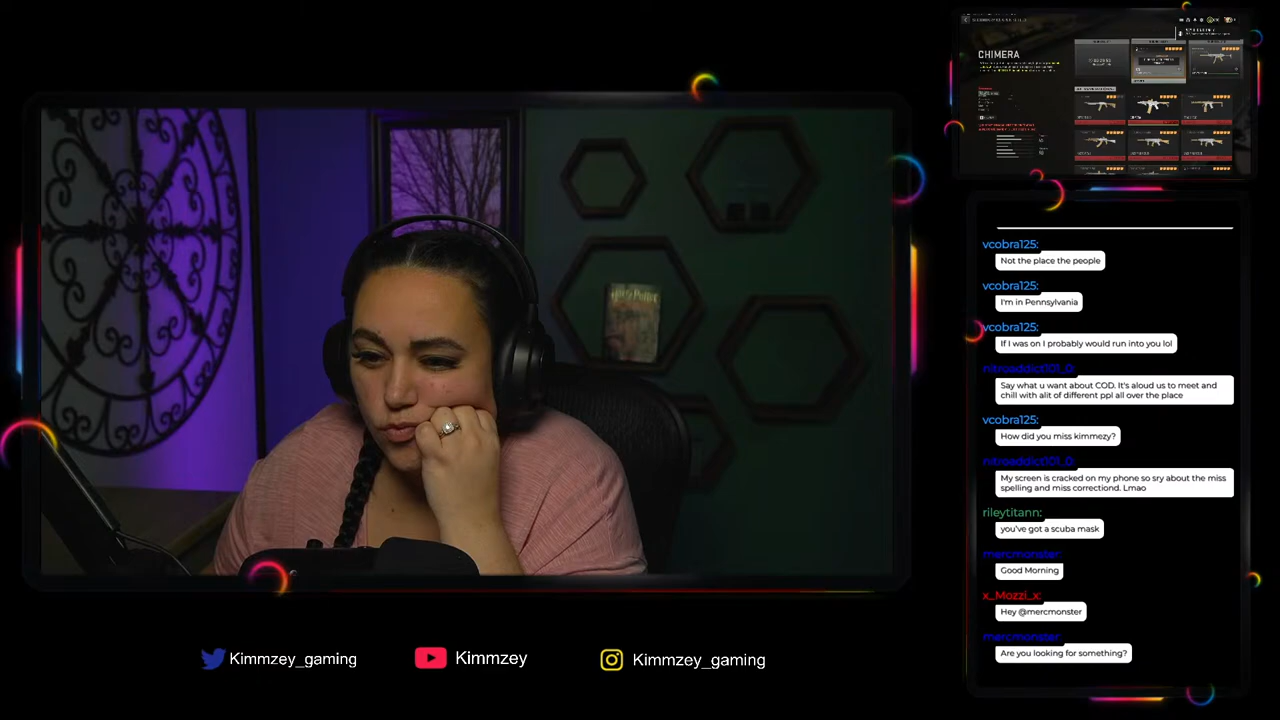 CHIMERA
vcobra125:
Not the place the people
vcobra125:
I'm in Pennsylvania
vcobra125:
If I was on I probably would run into you lol
nitroaddict101_0
Say what u want about COD. It's aloud us to meet and
chill with alit of different ppl all over the place
vcobra125:
How did you miss kimmezy?
nitroaddict101_0
My screen is cracked on my phone so sry about the miss
spelling and miss correctiond. Lmao
rileytitann:
you've got a scuba mask
mercmonster:
Good Morning
x_Mozzi_x:
Hey @mercmonster
mercmonster:
Are you looking for something?
Harry Potter
Kimmzey_gaming
Kimmzey
Kimmzey_gaming